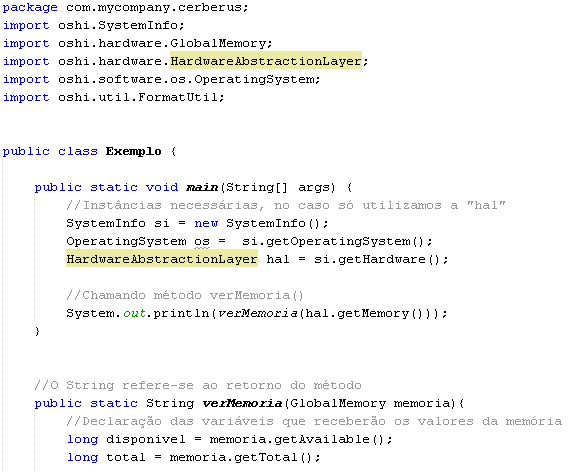 package com.mycompany.cerberus;
import oshi.SystemInfo;
import oshi.hardware.GlobalMemory;
import oshi.hardware.HardwareAbstractionLayer;
import oshi.software.os.OperatingSystem;
import oshi.util.FormatUtil;
public class Exemplo {
public static void main(String[] args) {
//Instâncias necessárias, no caso só utilizamos a "hal"
SystemInfo si = new SystemInfo();
OperatingSystem os =  si.getOperatingSystem();
HardwareAbstractionLayer hal = si.getHardware();
//Chamando método verMemoria()
System.out.println(verMemoria(hal.getMemory()));
}
//O String refere-se ao retorno do método
public static String verMemoria(GlobalMemory memoria){
//Declaração das variáveis que receberão os valores da memória
long disponivel = memoria.getAvailable();
long total = memoria.getTotal();